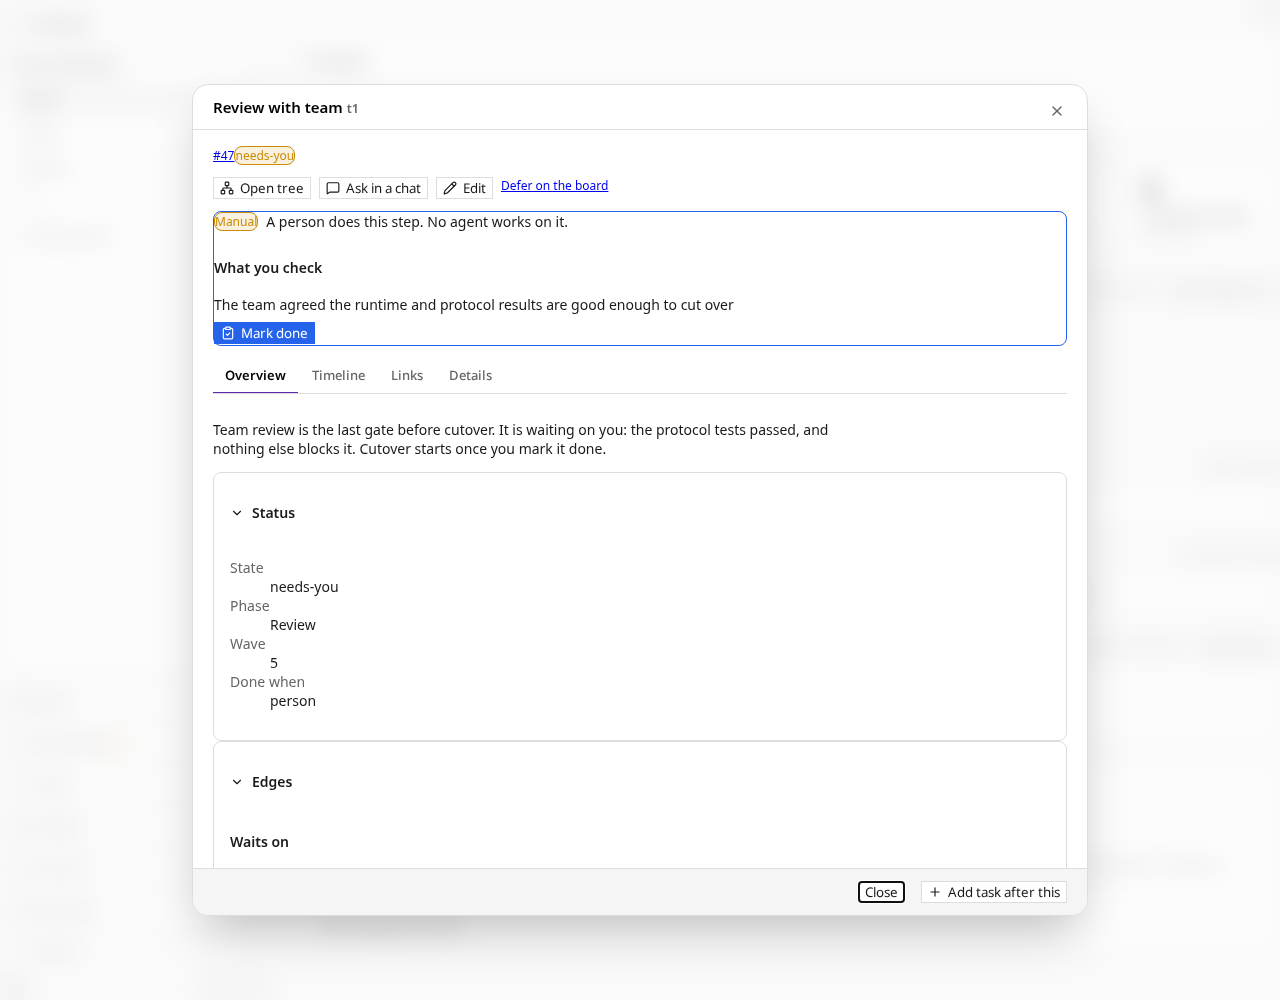 Review with team t1
#47 needs-you
Open tree Ask in a chat Edit Defer on the board
Manual A person does this step. No agent works on it.
What you check
The team agreed the runtime and protocol results are good enough to cut over
Mark done
Overview Timeline Links Details
Team review is the last gate before cutover. It is waiting on you: the protocol tests passed, and
nothing else blocks it. Cutover starts once you mark it done.
Status
State
needs-you
Phase
Review
Wave
5
Done when
person
Edges
Waits on
Close Add task after this